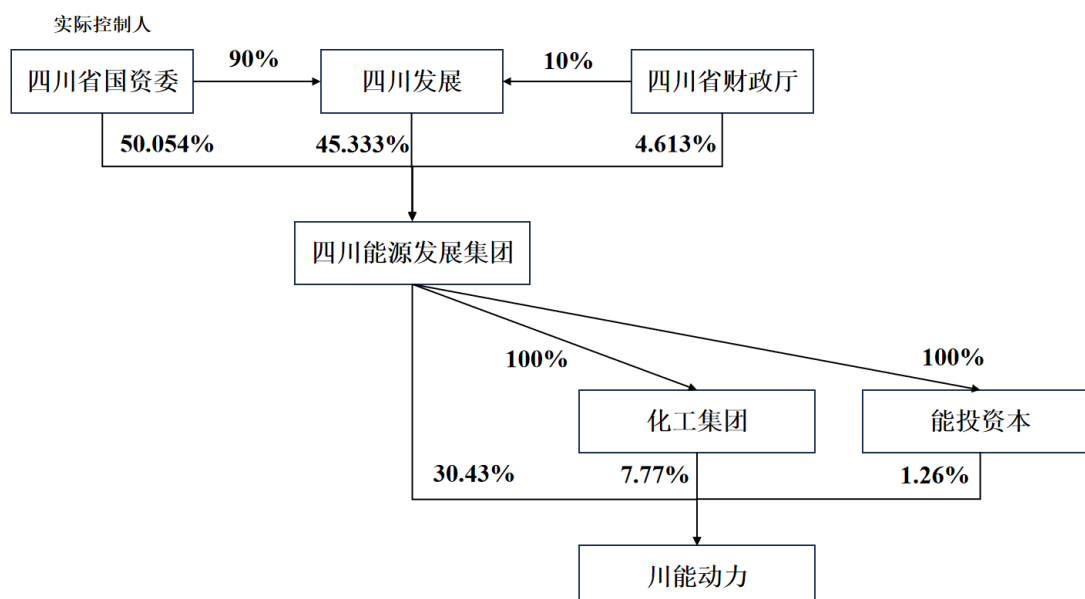 实际控制人
四川省国资委
90%
四川发展
10%
四川省财政厅
50.054%
45.333%
4.613%
四川能源发展集团
100%
100%
化工集团
能投资本
30.43%
7.77%
1.26%
川能动力